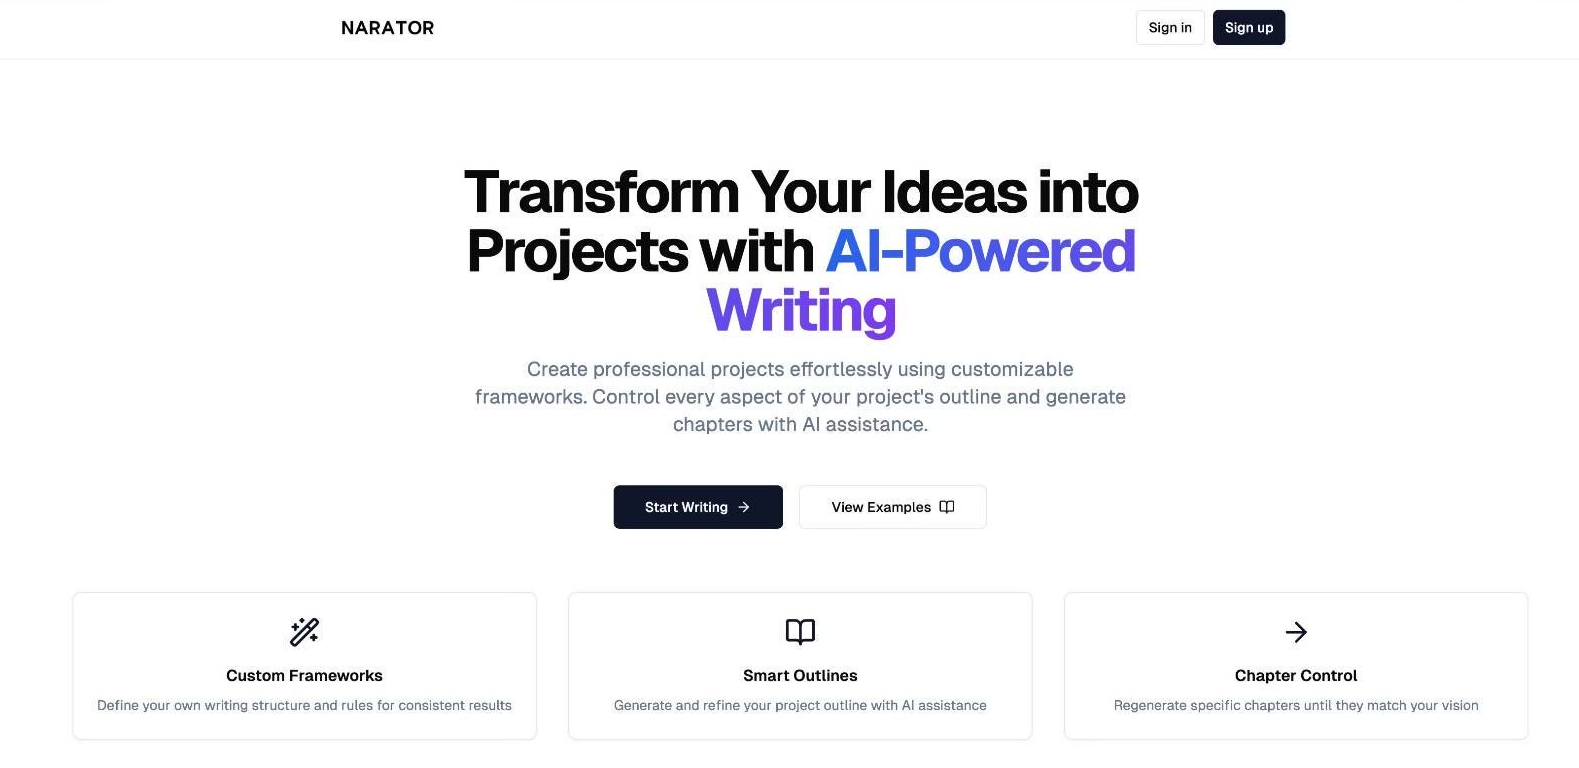 NARATOR
Sign in
Sign up
Transform Your Ideas into
Projects with AI-Powered
Writing
Create professional projects effortlessly using customizable
frameworks. Control every aspect of your project's outline and generate
chapters with AI assistance.
Start Writing
View Examples
Custom Frameworks
Define your own writing structure and rules for consistent results
Smart Outlines
Generate and refine your project outline with AI assistance
Chapter Control
Regenerate specific chapters until they match your vision